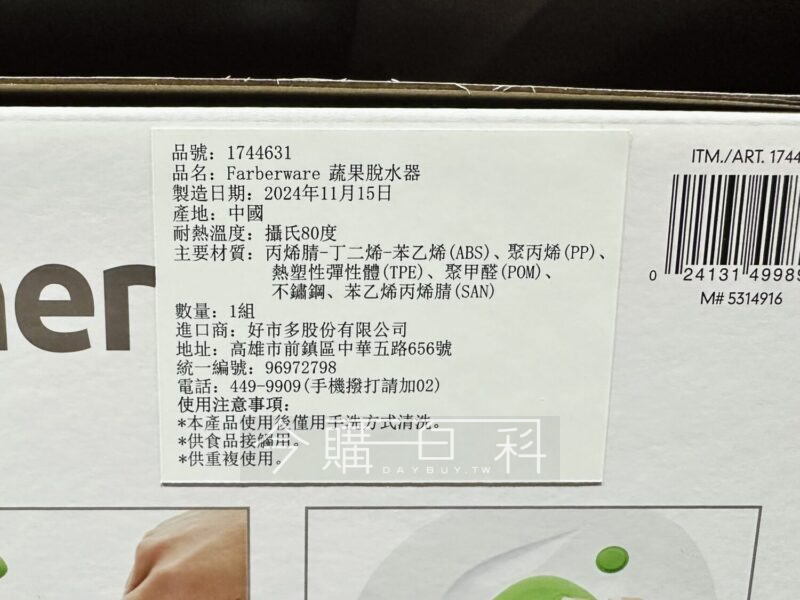 品號：1744631
品名：Farberware 蔬果脫水器
製造日期：2024年11月15日
產地：中國
耐熱溫度：攝氏80度
主要材質：丙烯腈-丁二烯-苯乙烯(ABS)、聚丙烯(PP)、
熱塑性彈性體(TPE)、聚甲醛(POM)、
不鏽鋼、苯乙烯丙烯腈(SAN)
數量：1組
進口商：好市多股份有限公司
地址：高雄市前鎮區中華五路656號
統一編號：96972798
電話：449-9909(手機撥打請加02)
使用注意事項：
*本產品使用後僅用手洗方式清洗。
*供食品接觸用。
*供重複使用。
ITM./ART. 1744
0 24131 49989
M# 5314916
ner
今購百科
DAYBUY.TW